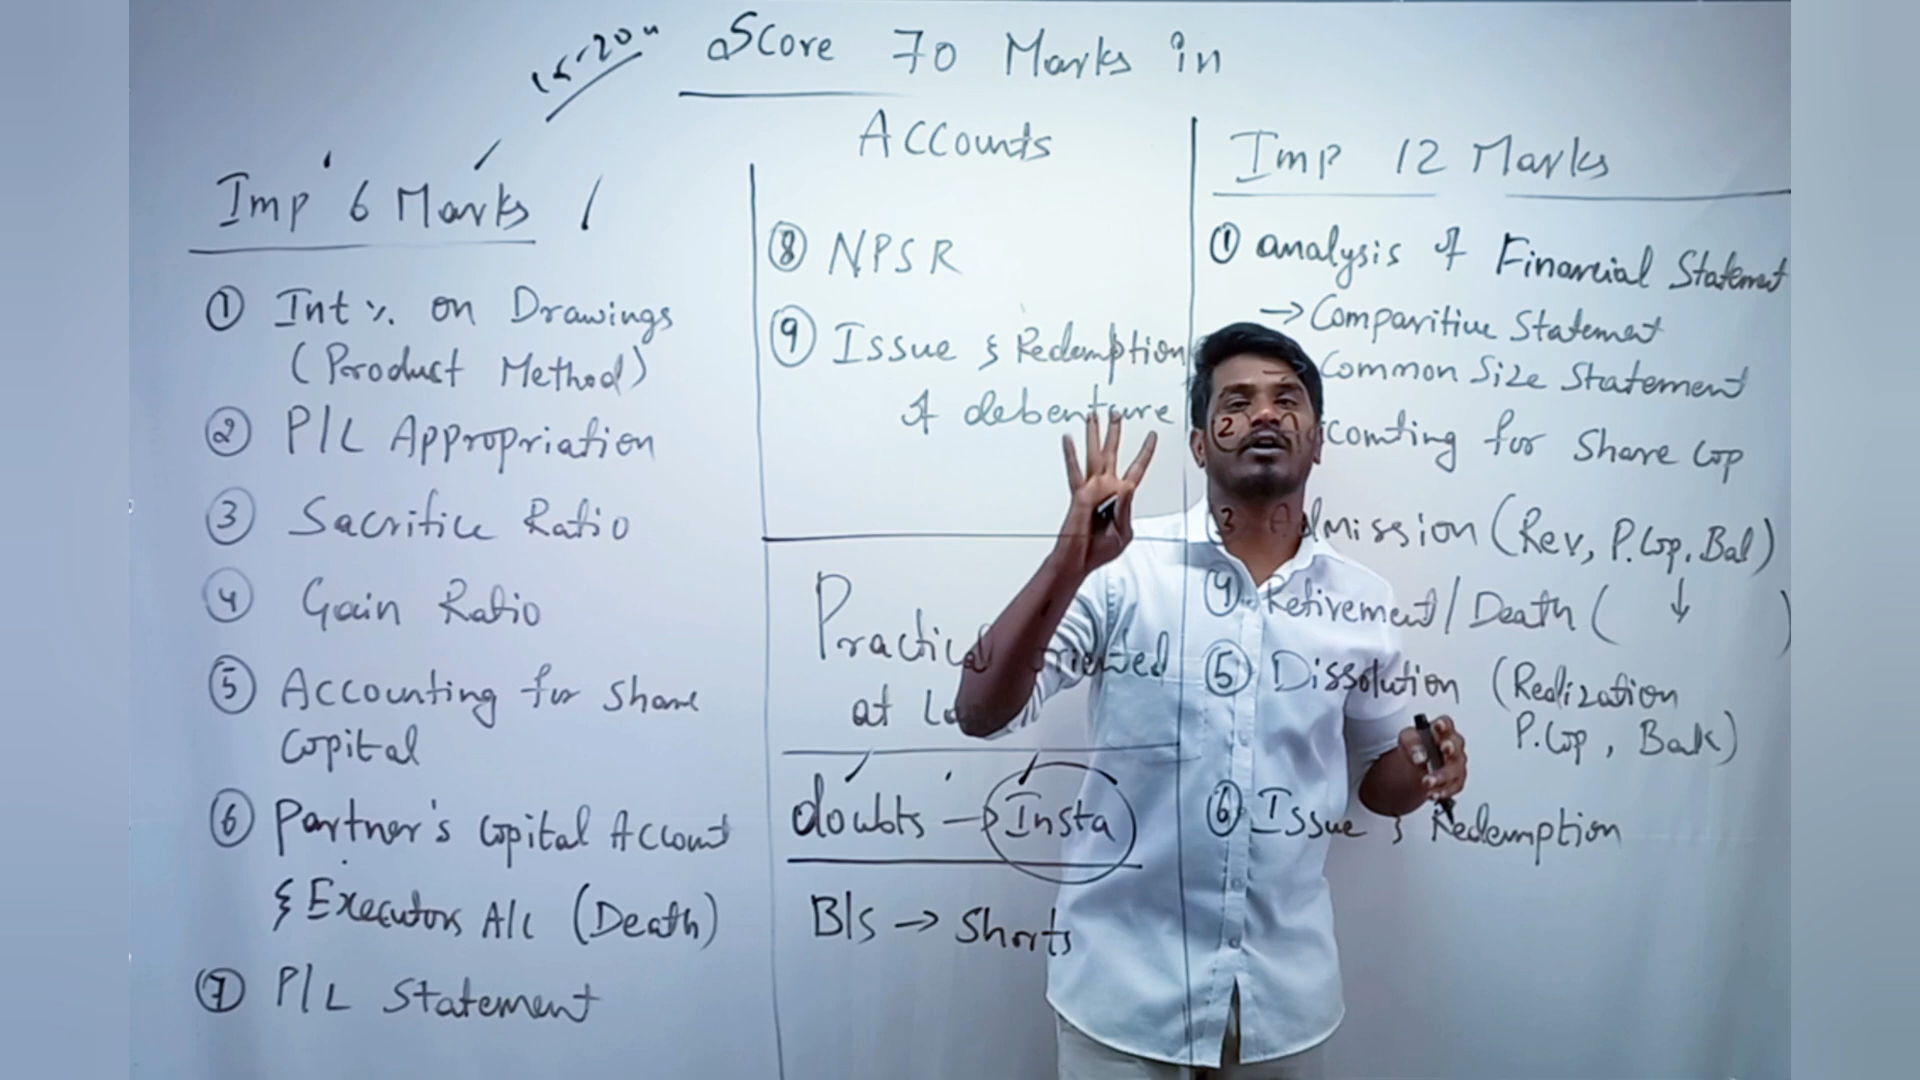 Score 70 Marks in
Accounts
15-20
Imp 6 Marks
① Int % on Drawings
(Product Method)
② P/L Appropriation
③ Sacrifice Ratio
④ Gain Ratio
⑤ Accounting for Share
Capital
⑥ Partner's Capital Account
& Executors A/c (Death)
⑦ P/L Statement
⑧ NPSR
⑨ Issue & Redemption
of debenture
Practical oriented
at
doubts → Insta
B/S → Shorts
Imp 12 Marks
① analysis of Financial Statement
→ Comparitive Statement
→ Common Size Statement
② Accounting for Share Cap
③ Admission (Rev, P.Cap, Bal)
④ Retirement/Death ( ↓ )
⑤ Dissolution (Realization
P.Cap, Bank)
⑥ Issue & Redemption